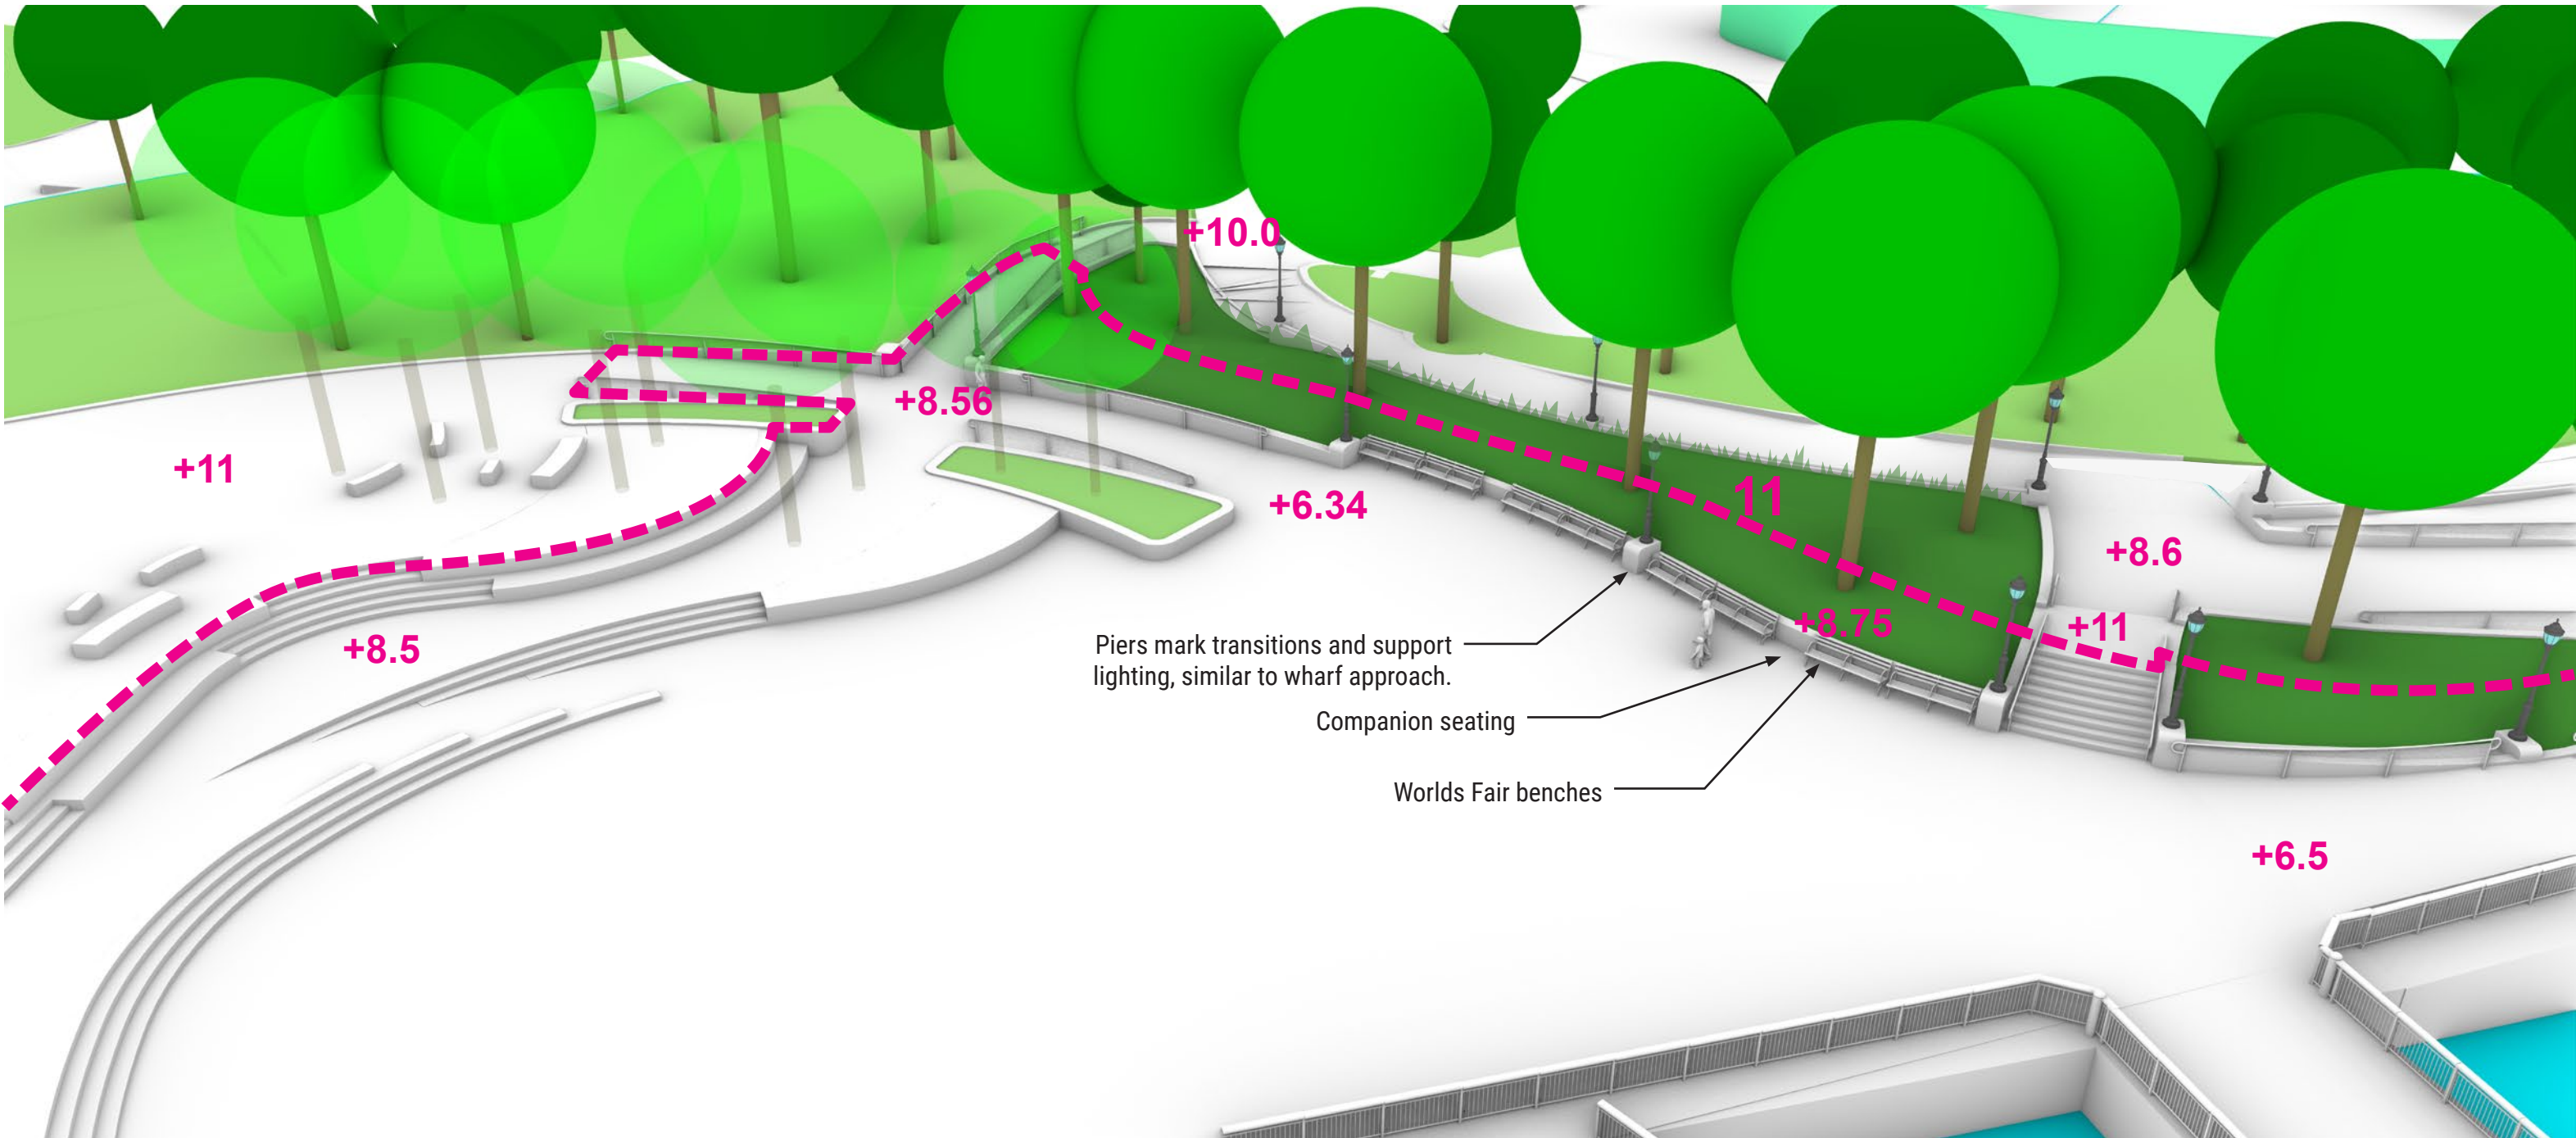 +10.0
+8.56
+11
+6.34
11
+8.6
+8.75
+11
+8.5
Piers mark transitions and support
lighting, similar to wharf approach.
Companion seating
Worlds Fair benches
+6.5